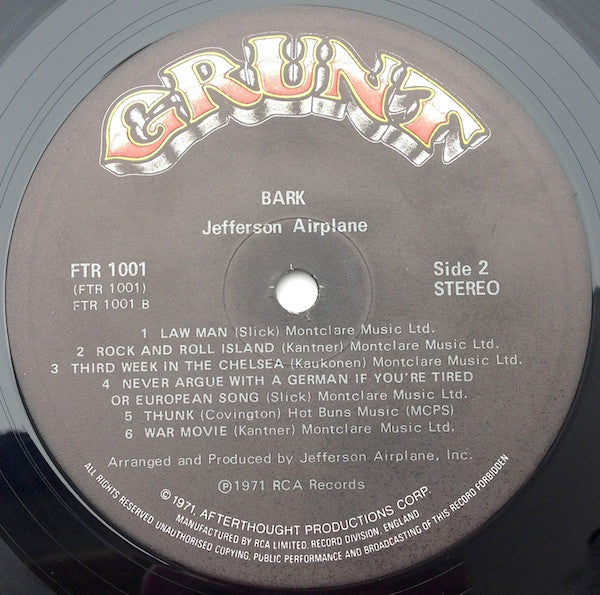 GRUNT
BARK
Jefferson Airplane
FTR 1001
(FTR 1001)
FTR 1001 B
Side 2
STEREO
1 LAW MAN (Slick) Montclare Music Ltd.
2 ROCK AND ROLL ISLAND (Kantner) Montclare Music Ltd.
3 THIRD WEEK IN THE CHELSEA (Kaukonen) Montclare Music Ltd.
4 NEVER ARGUE WITH A GERMAN IF YOU'RE TIRED
OR EUROPEAN SONG (Slick) Montclare Music Ltd.
5 THUNK (Covington) Hot Buns Music (MCPS)
6 WAR MOVIE (Kantner) Montclare Music Ltd.
Arranged and Produced by Jefferson Airplane, Inc.
℗1971 RCA Records
© 1971, AFTERTHOUGHT PRODUCTIONS CORP.
MANUFACTURED BY RCA LIMITED, RECORD DIVISION, ENGLAND
ALL RIGHTS RESERVED UNAUTHORISED COPYING, PUBLIC PERFORMANCE AND BROADCASTING OF THIS RECORD FORBIDDEN